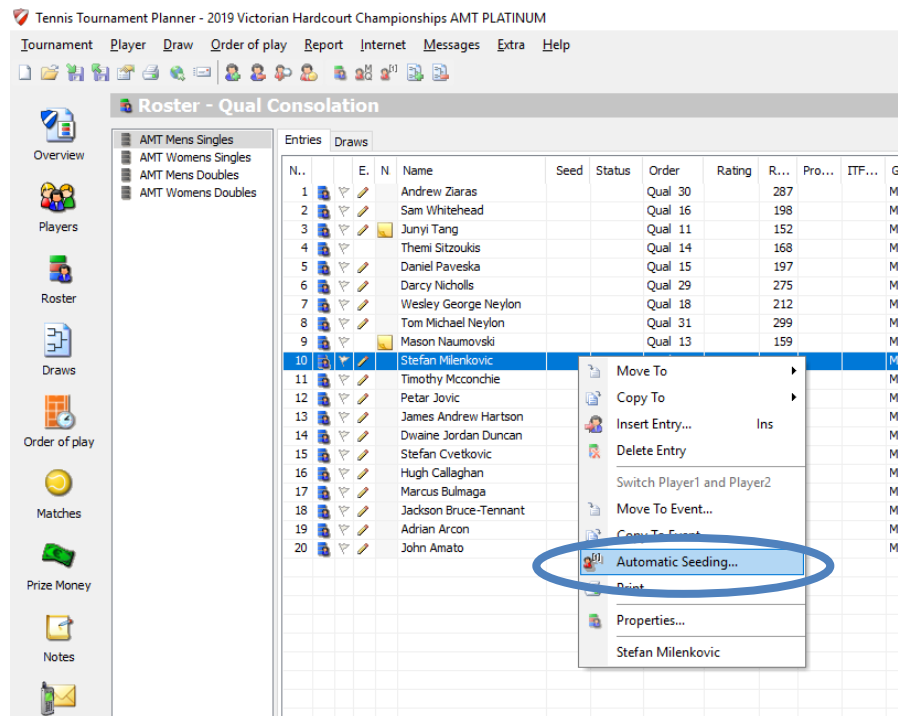 Tennis Tournament Planner - 2019 Victorian Hardcourt Championships AMT PLATINUM
Tournament Player Draw Order of play Report Internet Messages Extra Help
Roster - Qual Consolation
Overview
Players
Roster
Draws
Order of play
Matches
Prize Money
Notes
AMT Mens Singles
AMT Womens Singles
AMT Mens Doubles
AMT Womens Doubles
Entries Draws
N.. E. N Name Seed Status Order Rating R... Pro... ITF... G
1 Andrew Ziaras Qual 30 287 M
2 Sam Whitehead Qual 16 198 M
3 Junyi Tang Qual 11 152 M
4 Themi Sitzoukis Qual 14 168 M
5 Daniel Paveska Qual 15 197 M
6 Darcy Nicholls Qual 29 275 M
7 Wesley George Neylon Qual 18 212 M
8 Tom Michael Neylon Qual 31 299 M
9 Mason Naumovski Qual 13 159 M
10 Stefan Milenkovic M
11 Timothy Mcconchie M
12 Petar Jovic M
13 James Andrew Hartson M
14 Dwaine Jordan Duncan M
15 Stefan Cvetkovic M
16 Hugh Callaghan M
17 Marcus Bulmaga M
18 Jackson Bruce-Tennant M
19 Adrian Arcon M
20 John Amato M
Move To
Copy To
Insert Entry... Ins
Delete Entry
Switch Player1 and Player2
Move To Event...
Copy To Event...
Automatic Seeding...
Print
Properties...
Stefan Milenkovic